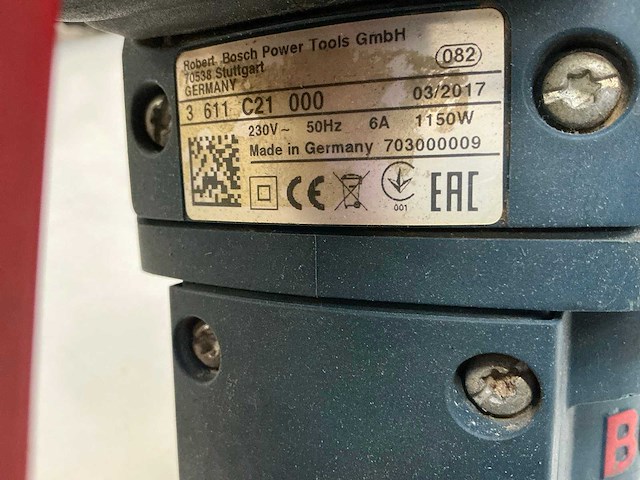 Robert Bosch Power Tools GmbH
70538 Stuttgart
GERMANY
082
3 611 C21 000
03/2017
230V ~ 50Hz 6A 1150W
Made in Germany 703000009
CE
001
EAC